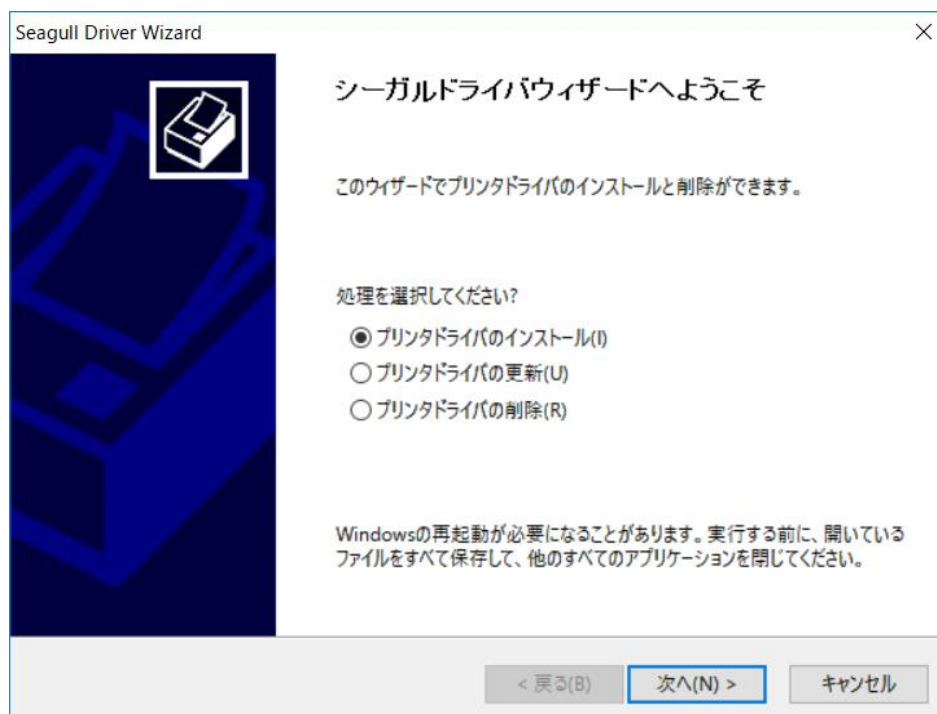 Seagull Driver Wizard
シーガルドライバウィザードへようこそ
このウィザードでプリンタドライバのインストールと削除ができます。
処理を選択してください?
プリンタドライバのインストール(I)
プリンタドライバの更新(U)
プリンタドライバの削除(R)
Windowsの再起動が必要になることがあります。実行する前に、開いている
ファイルをすべて保存して、他のすべてのアプリケーションを閉じてください。
< 戻る(B) 次へ(N) > キャンセル